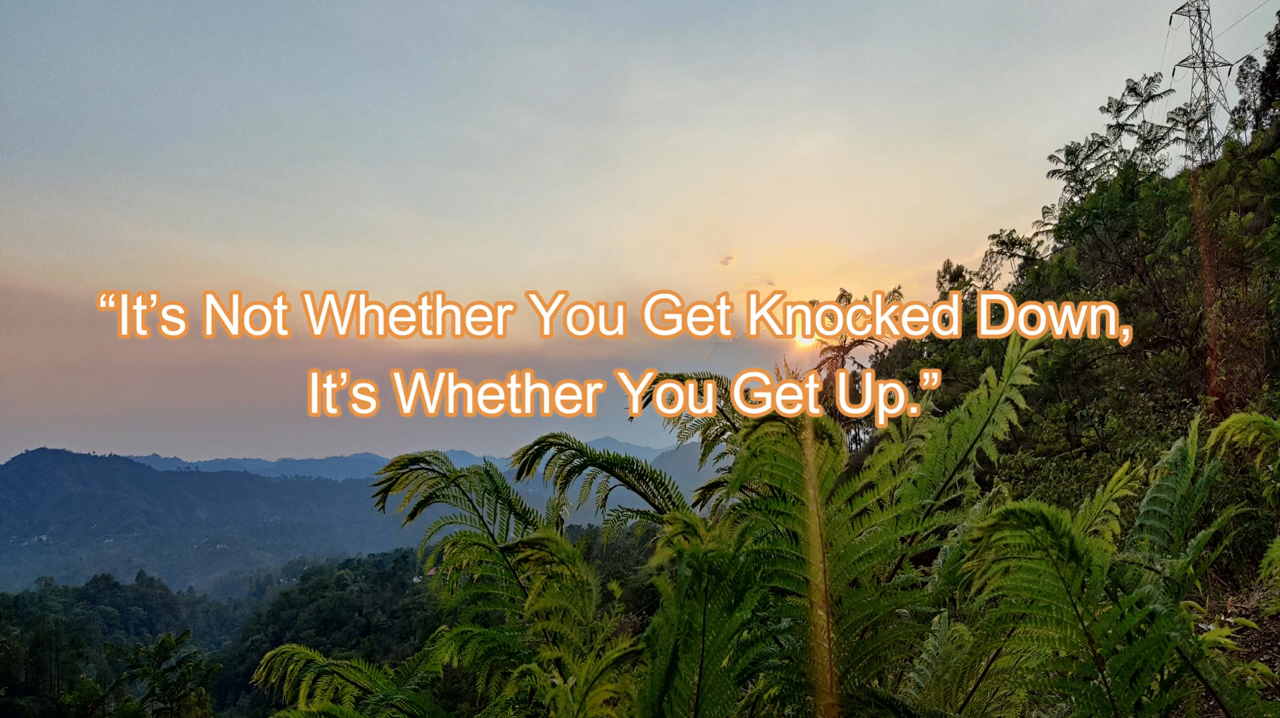 “It’s Not Whether You Get Knocked Down,
It’s Whether You Get Up.”